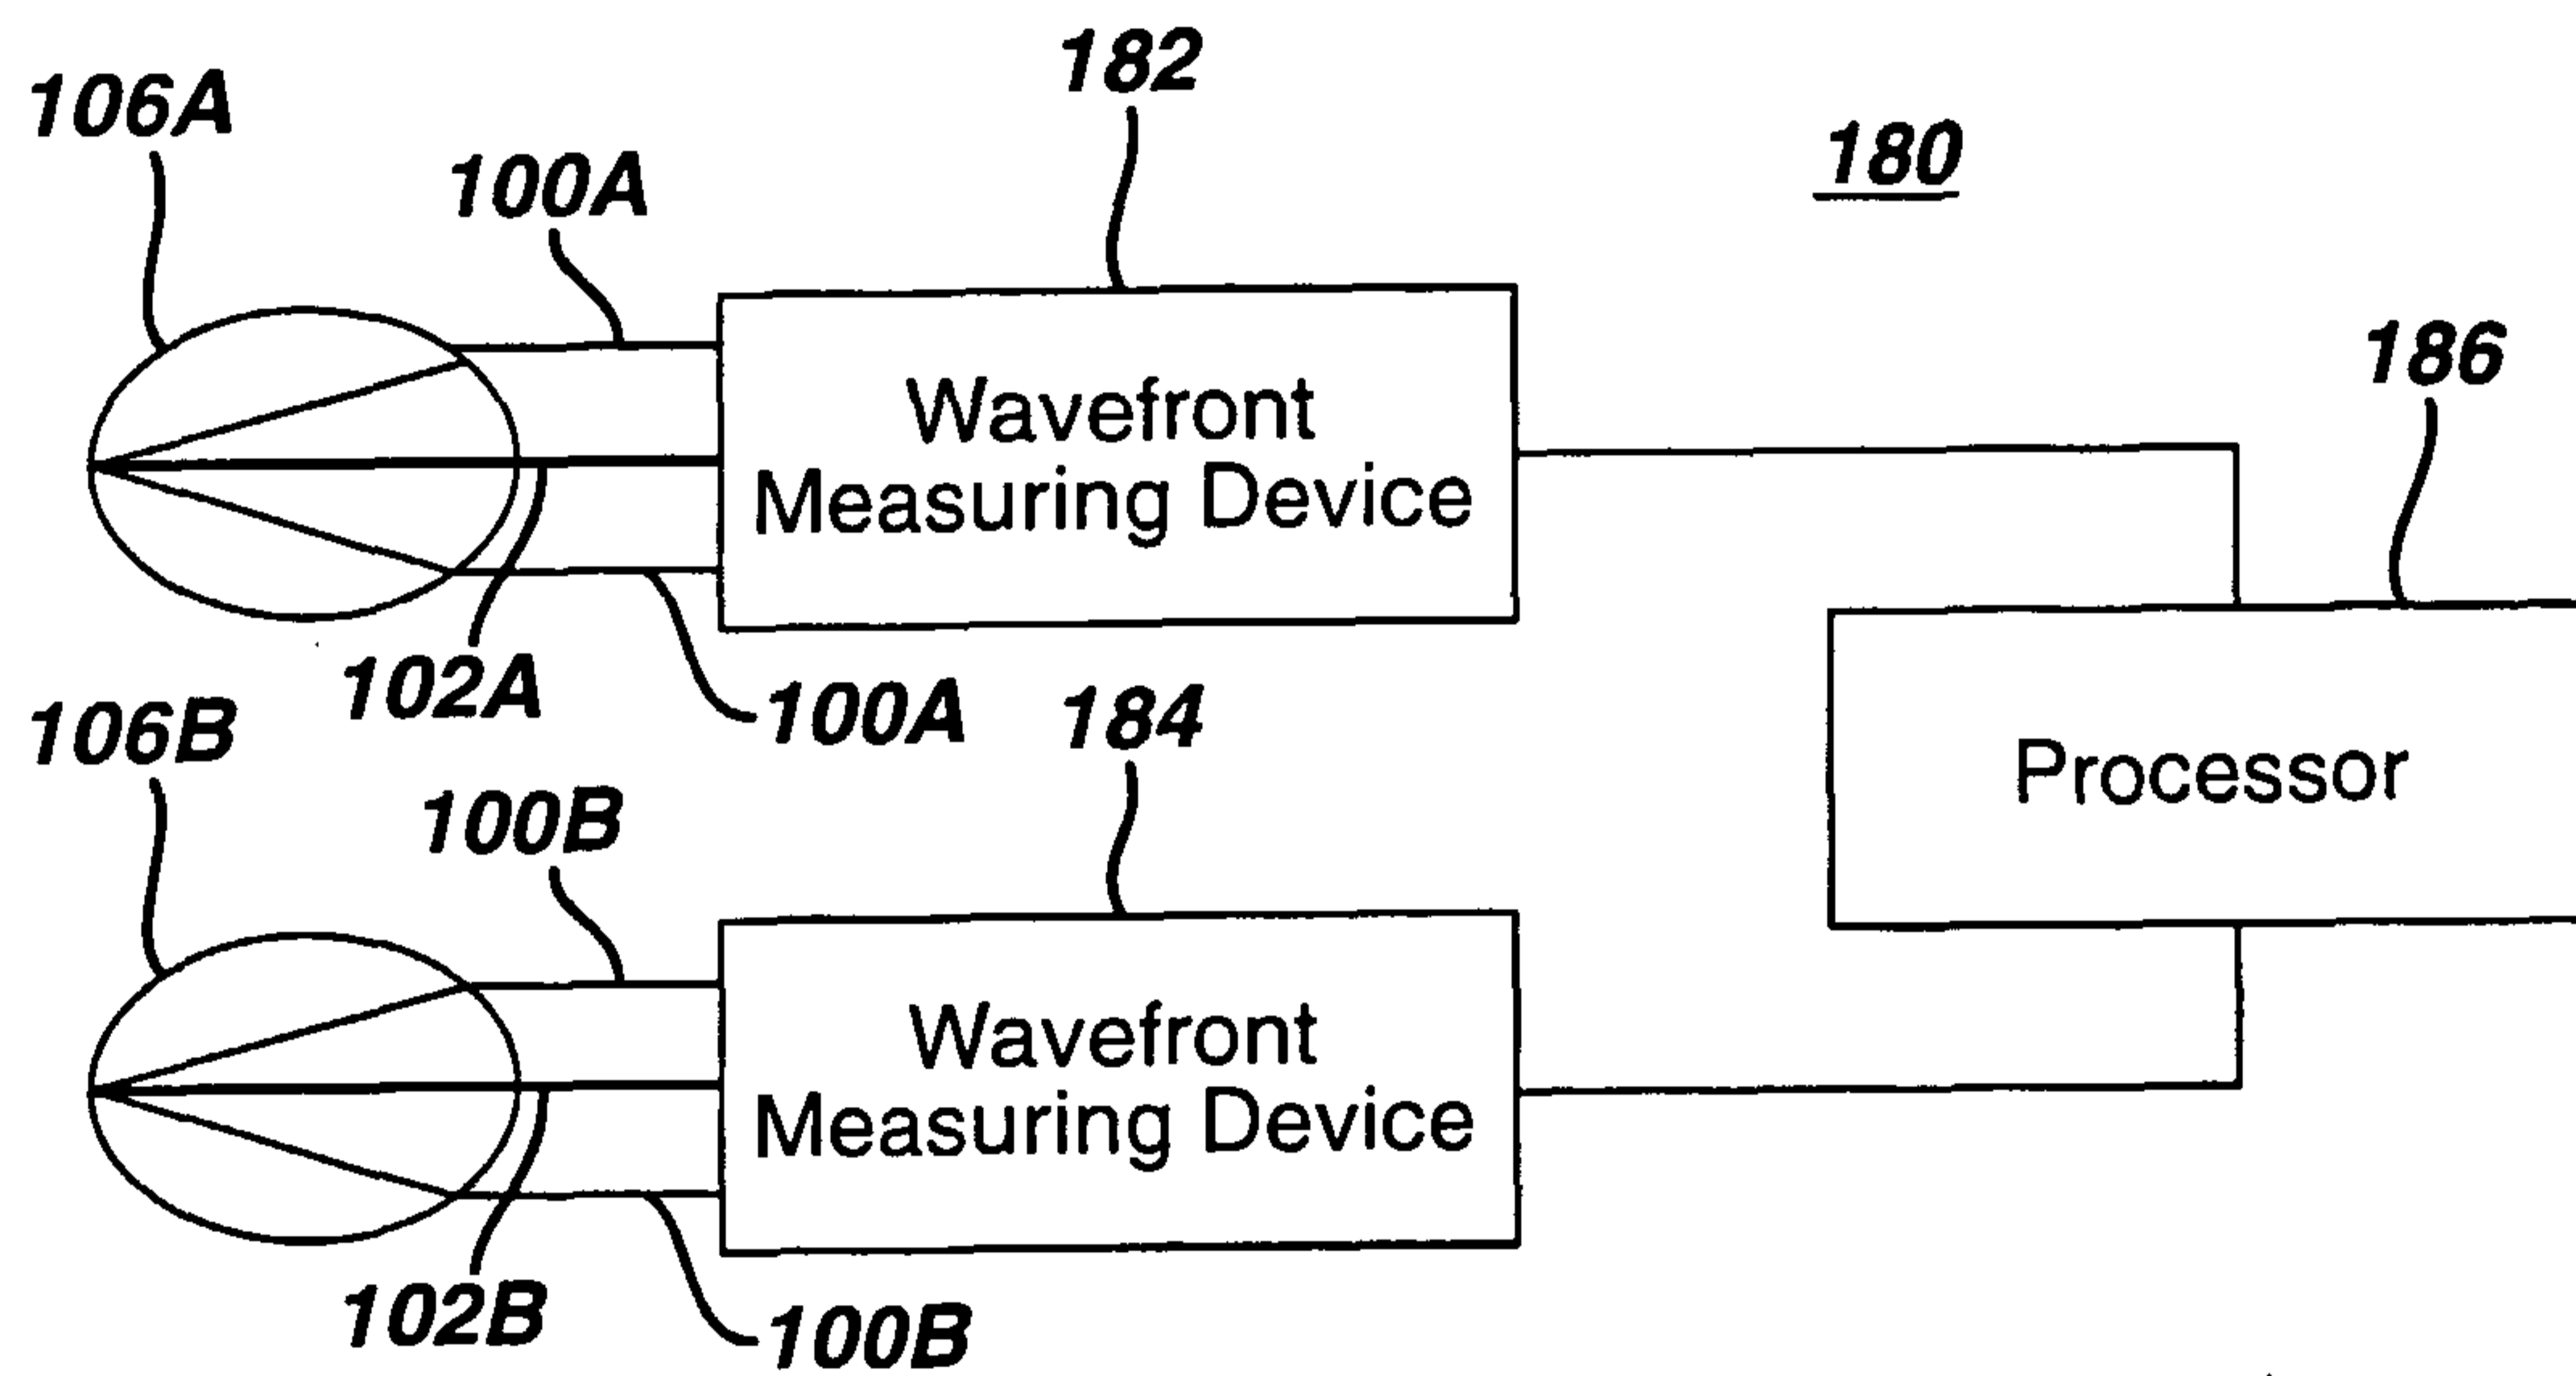 182
106A
180
100A
186
Wavefront
Measuring Device
102A
100A
184
106B
Processor
100B
Wavefront
Measuring Device
102B
100B